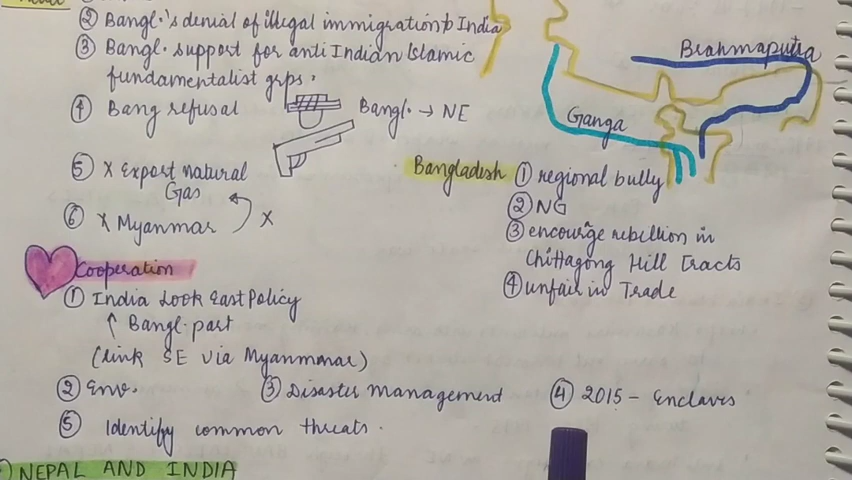 ② Bangl.'s denial of illegal immigration to India
③ Bangl. support for anti Indian Islamic
fundamentalist grps.
④ Bang refusal
Bangl. → NE
⑤ X Export natural
Gas
⑥ X Myanmar X
Brahmaputra
Ganga
Bangladesh ① regional bully
② NG
③ encourage rebellion in
Chittagong Hill Tracts
④ unfair in Trade
Cooperation
① India Look East Policy
↑ Bangl. part
(link SE via Myanmar)
② Env. ③ Disaster management ④ 2015 - Enclaves
⑤ Identify common threats.
NEPAL AND INDIA